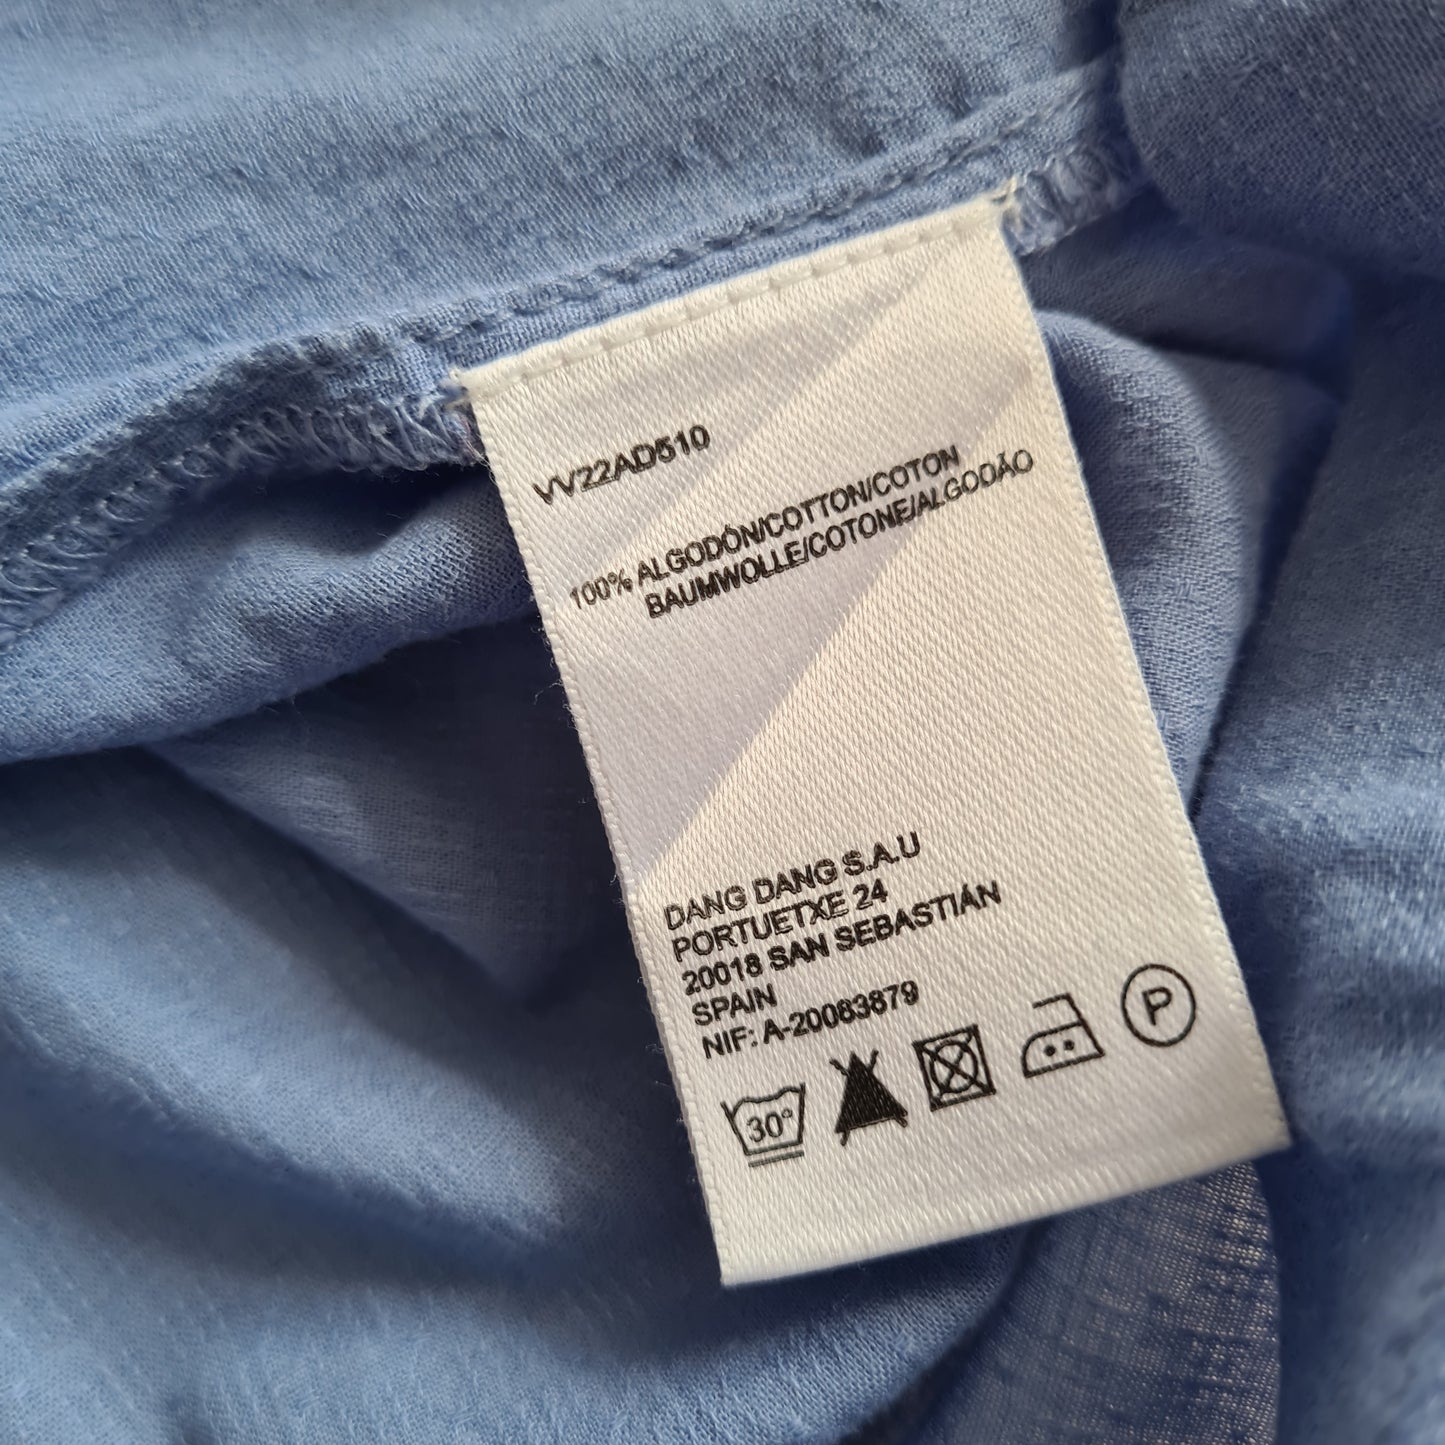 VV22AD510
100% ALGODÓN/COTTON/COTON
BAUMWOLLE/COTONE/ALGODÃO
DANG DANG S.A.U
PORTUETXE 24
20018 SAN SEBASTIÁN
SPAIN
NIF: A-20083879
30°
P